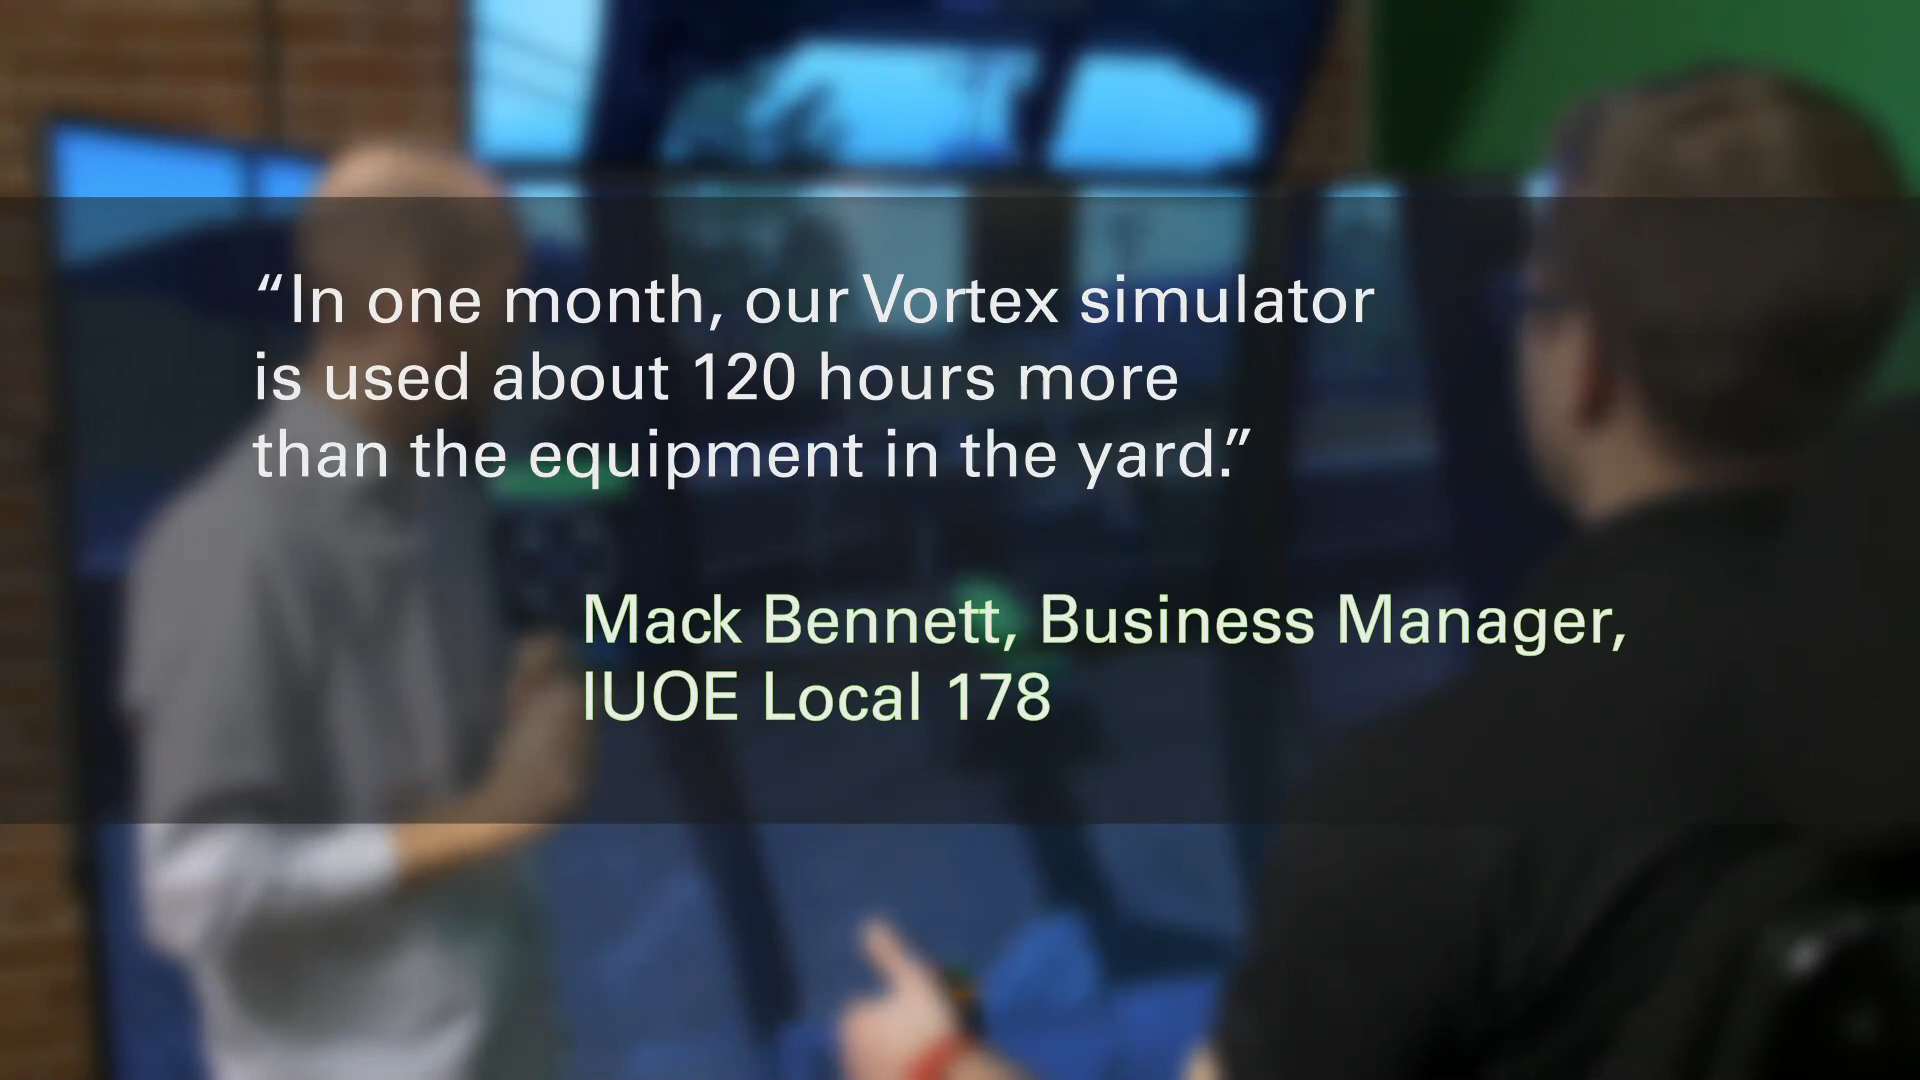 “In one month, our Vortex simulator
is used about 120 hours more
than the equipment in the yard.”
Mack Bennett, Business Manager,
IUOE Local 178